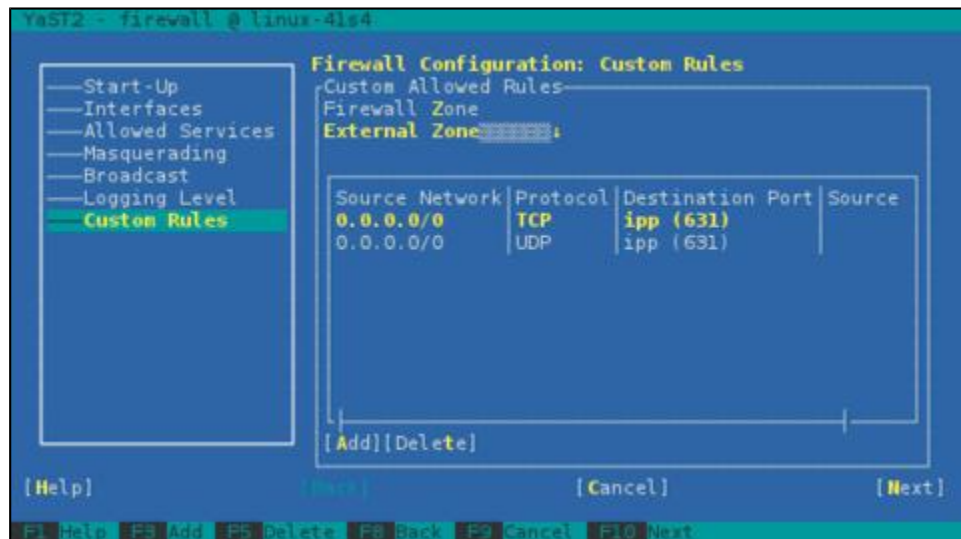 YaST2 - firewall @ linux-41s4
Firewall Configuration: Custom Rules
Start-Up
Interfaces
Allowed Services
Masquerading
Broadcast
Logging Level
Custom Rules
Custom Allowed Rules
Firewall Zone
External Zone
Source Network Protocol Destination Port Source
0.0.0.0/0 TCP ipp (631)
0.0.0.0/0 UDP ipp (631)
[Add][Delete]
[Help] [Back] [Cancel] [Next]
F1 Help F3 Add F5 Delete F8 Back F9 Cancel F10 Next